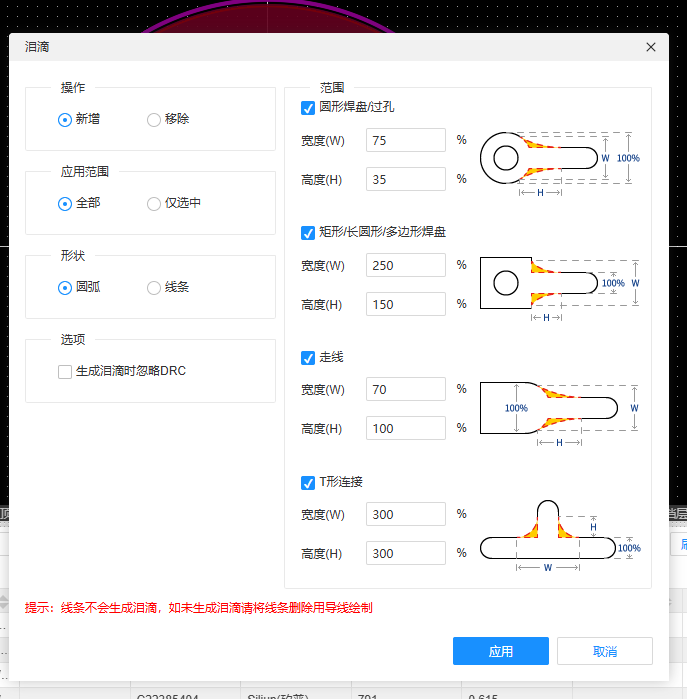 泪滴
操作
新增
移除
应用范围
全部
仅选中
形状
圆弧
线条
选项
生成泪滴时忽略DRC
范围
圆形焊盘/过孔
宽度(W) 75 %
高度(H) 35 %
W 100%
H
矩形/长圆形/多边形焊盘
宽度(W) 250 %
高度(H) 150 %
100% W
H
走线
宽度(W) 70 %
高度(H) 100 %
100% W
H
T形连接
宽度(W) 300 %
高度(H) 300 %
H
100%
W
提示：线条不会生成泪滴，如未生成泪滴请将线条删除用导线绘制
应用
取消